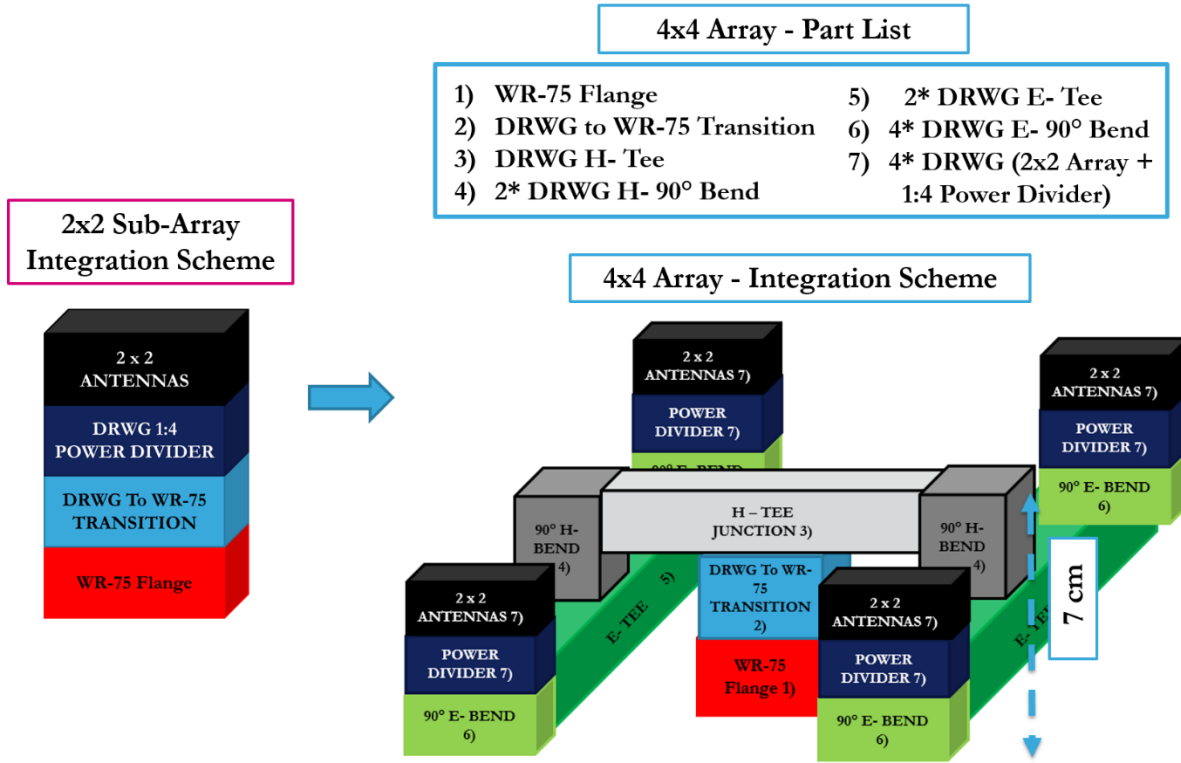 4x4 Array - Part List
1) WR-75 Flange
2) DRWG to WR-75 Transition
3) DRWG H- Tee
4) 2* DRWG H- 90° Bend
5) 2* DRWG E- Tee
6) 4* DRWG E- 90° Bend
7) 4* DRWG (2x2 Array +
1:4 Power Divider)
2x2 Sub-Array
Integration Scheme
2 x 2
ANTENNAS
DRWG 1:4
POWER DIVIDER
DRWG To WR-75
TRANSITION
WR-75 Flange
4x4 Array - Integration Scheme
2 x 2
ANTENNAS 7)
POWER
DIVIDER 7)
90° E- BEND
2 x 2
ANTENNAS 7)
POWER
DIVIDER 7)
90° E- BEND
6)
90° H-
BEND
4)
H – TEE
JUNCTION 3)
90° H-
BEND
4)
E- TEE 5)
DRWG To WR-
75
TRANSITION
2)
WR-75
Flange 1)
E- TEE
7 cm
2 x 2
ANTENNAS 7)
POWER
DIVIDER 7)
90° E- BEND
6)
2 x 2
ANTENNAS 7)
POWER
DIVIDER 7)
90° E- BEND
6)